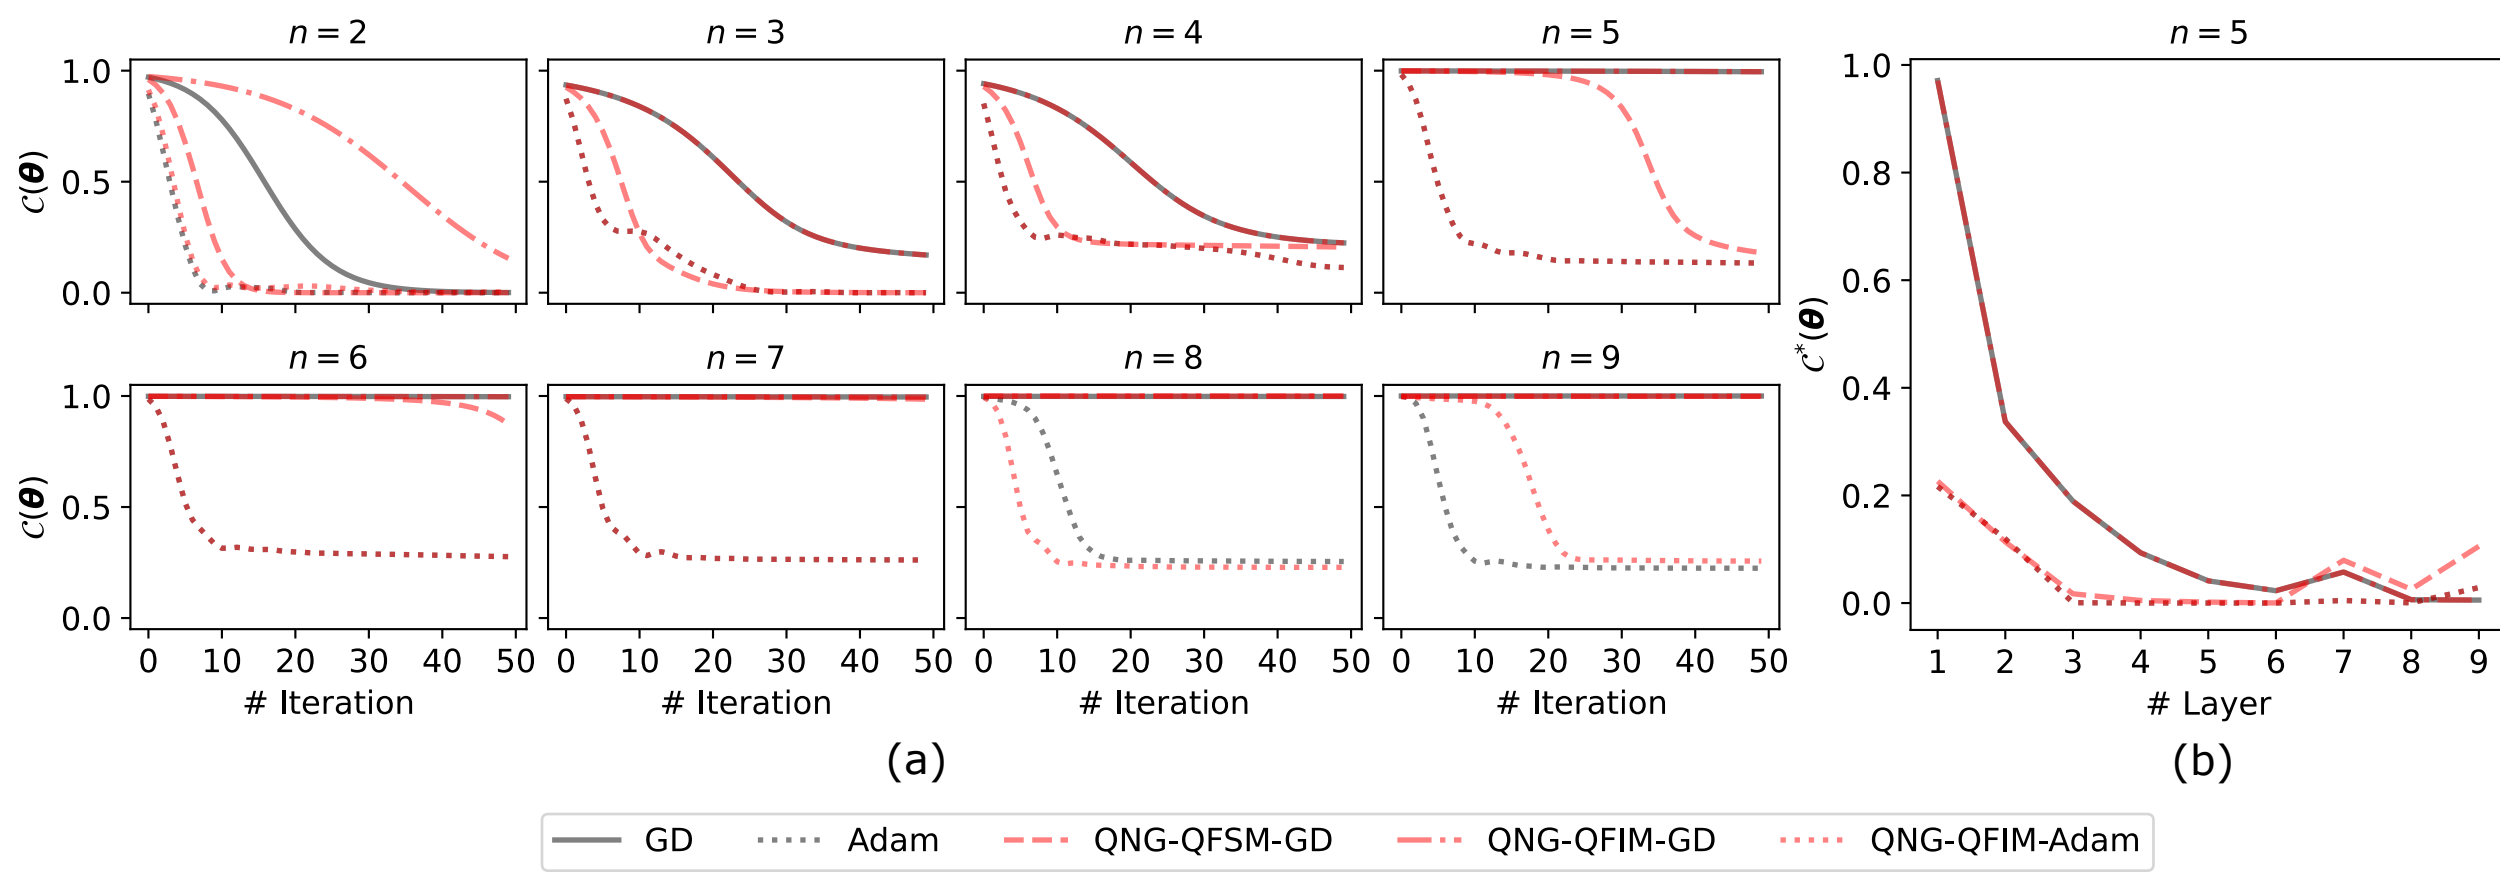 n = 2
n = 3
n = 4
n = 5
n = 5
1.0
0.5
0.0
𝒞(𝜽)
1.0
0.8
0.6
0.4
0.2
0.0
𝒞*(𝜽)
n = 6
n = 7
n = 8
n = 9
1.0
0.5
0.0
𝒞(𝜽)
0 10 20 30 40 50
0 10 20 30 40 50
0 10 20 30 40 50
0 10 20 30 40 50
1 2 3 4 5 6 7 8 9
# Iteration
# Iteration
# Iteration
# Iteration
# Layer
(a)
(b)
GD Adam QNG-QFSM-GD QNG-QFIM-GD QNG-QFIM-Adam